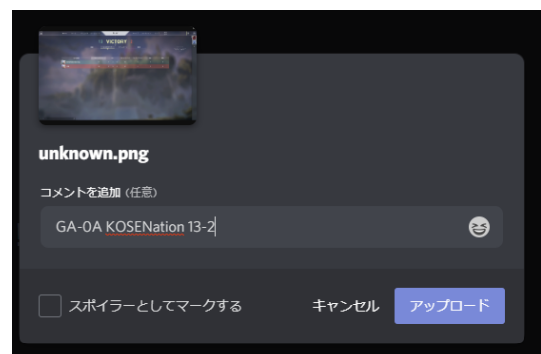 VICTORY
unknown.png
コメントを追加 (任意)
GA-0A KOSENation 13-2
スポイラーとしてマークする
キャンセル
アップロード